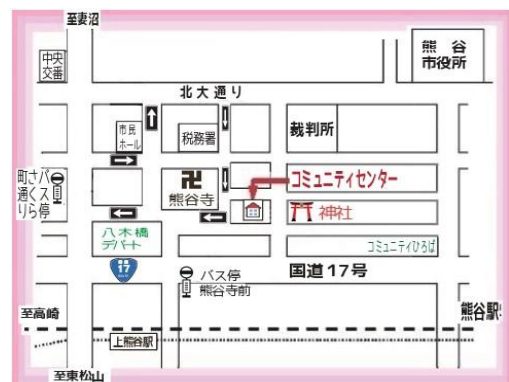 至妻沼
中央
交番
熊谷
市役所
北大通り
市民
ホール
税務署
裁判所
さくら
町通り
バス停
卍
熊谷寺
コミュニティセンター
神社
八木橋
デパート
コミュニティひろば
17
バス停
熊谷寺前
国道17号
至高崎
熊谷駅
上熊谷駅
至東松山